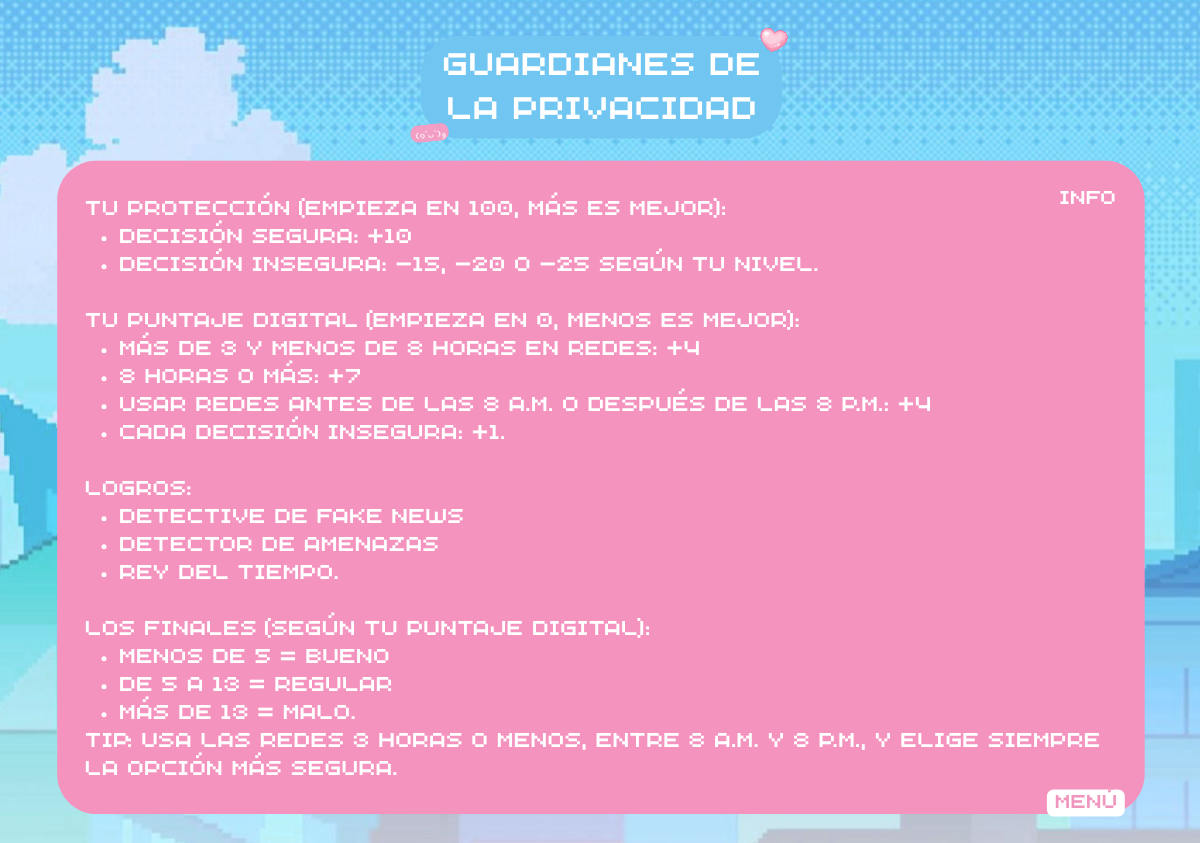 GUARDIANES DE
LA PRIVACIDAD
INFO
TU PROTECCIÓN (EMPIEZA EN 100, MÁS ES MEJOR):
• DECISIÓN SEGURA: +10
• DECISIÓN INSEGURA: -15, -20 O -25 SEGÚN TU NIVEL.
TU PUNTAJE DIGITAL (EMPIEZA EN 0, MENOS ES MEJOR):
• MÁS DE 3 Y MENOS DE 8 HORAS EN REDES: +4
• 8 HORAS O MÁS: +7
• USAR REDES ANTES DE LAS 8 A.M. O DESPUÉS DE LAS 8 P.M.: +4
• CADA DECISIÓN INSEGURA: +1.
LOGROS:
• DETECTIVE DE FAKE NEWS
• DETECTOR DE AMENAZAS
• REY DEL TIEMPO.
LOS FINALES (SEGÚN TU PUNTAJE DIGITAL):
• MENOS DE 5 = BUENO
• DE 5 A 13 = REGULAR
• MÁS DE 13 = MALO.
TIP: USA LAS REDES 3 HORAS O MENOS, ENTRE 8 A.M. Y 8 P.M., Y ELIGE SIEMPRE
LA OPCIÓN MÁS SEGURA.
MENÚ